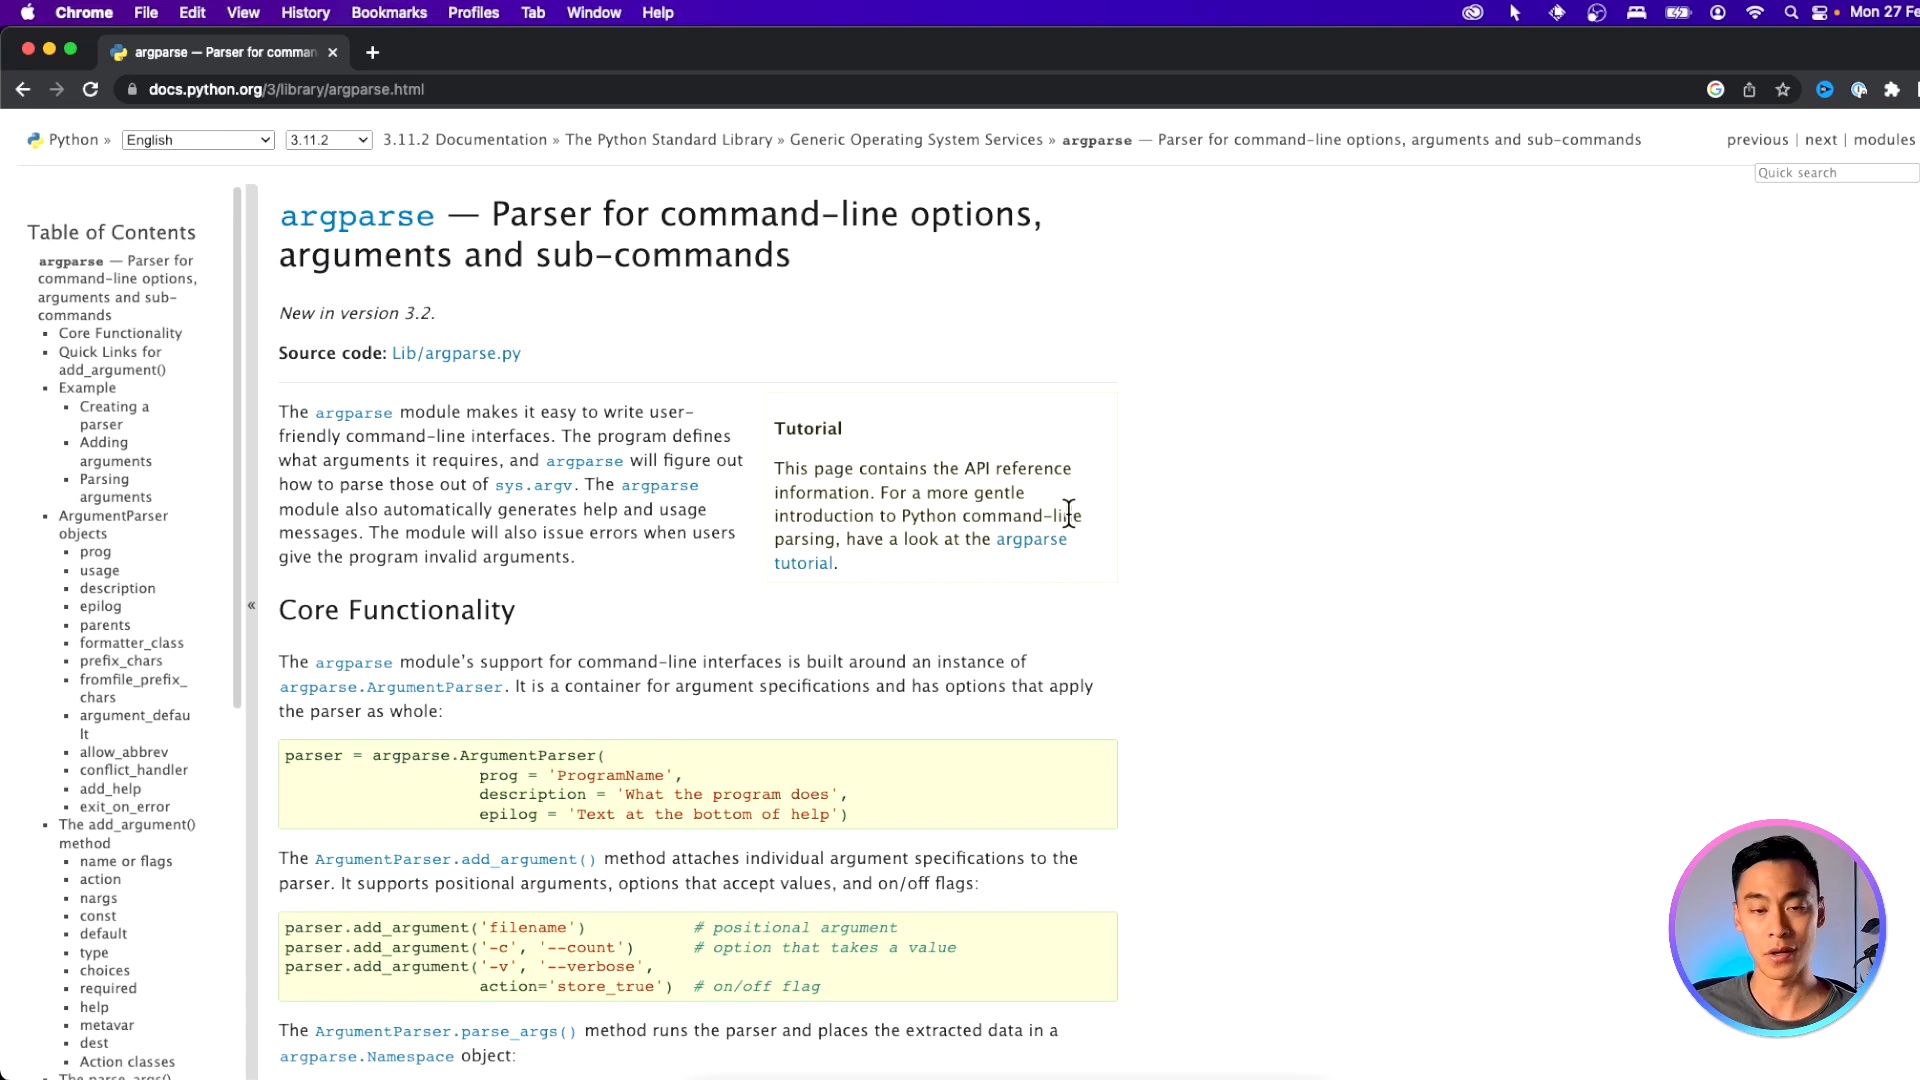 Chrome File Edit View History Bookmarks Profiles Tab Window Help
Mon 27 Fe
argparse — Parser for comman
docs.python.org/3/library/argparse.html
Python » English 3.11.2 3.11.2 Documentation » The Python Standard Library » Generic Operating System Services » argparse — Parser for command-line options, arguments and sub-commands
previous | next | modules
Quick search
Table of Contents
argparse — Parser for
command-line options,
arguments and sub-
commands
Core Functionality
Quick Links for
add_argument()
Example
Creating a
parser
Adding
arguments
Parsing
arguments
ArgumentParser
objects
prog
usage
description
epilog
parents
formatter_class
prefix_chars
fromfile_prefix_
chars
argument_defau
lt
allow_abbrev
conflict_handler
add_help
exit_on_error
The add_argument()
method
name or flags
action
nargs
const
default
type
choices
required
help
metavar
dest
Action classes
The parse_args()
«
argparse — Parser for command-line options,
arguments and sub-commands
New in version 3.2.
Source code: Lib/argparse.py
The argparse module makes it easy to write user-
friendly command-line interfaces. The program defines
what arguments it requires, and argparse will figure out
how to parse those out of sys.argv. The argparse
module also automatically generates help and usage
messages. The module will also issue errors when users
give the program invalid arguments.
Tutorial
This page contains the API reference
information. For a more gentle
introduction to Python command-line
parsing, have a look at the argparse
tutorial.
Core Functionality
The argparse module’s support for command-line interfaces is built around an instance of
argparse.ArgumentParser. It is a container for argument specifications and has options that apply
the parser as whole:
parser = argparse.ArgumentParser(
prog = 'ProgramName',
description = 'What the program does',
epilog = 'Text at the bottom of help')
The ArgumentParser.add_argument() method attaches individual argument specifications to the
parser. It supports positional arguments, options that accept values, and on/off flags:
parser.add_argument('filename') # positional argument
parser.add_argument('-c', '--count') # option that takes a value
parser.add_argument('-v', '--verbose',
action='store_true') # on/off flag
The ArgumentParser.parse_args() method runs the parser and places the extracted data in a
argparse.Namespace object: